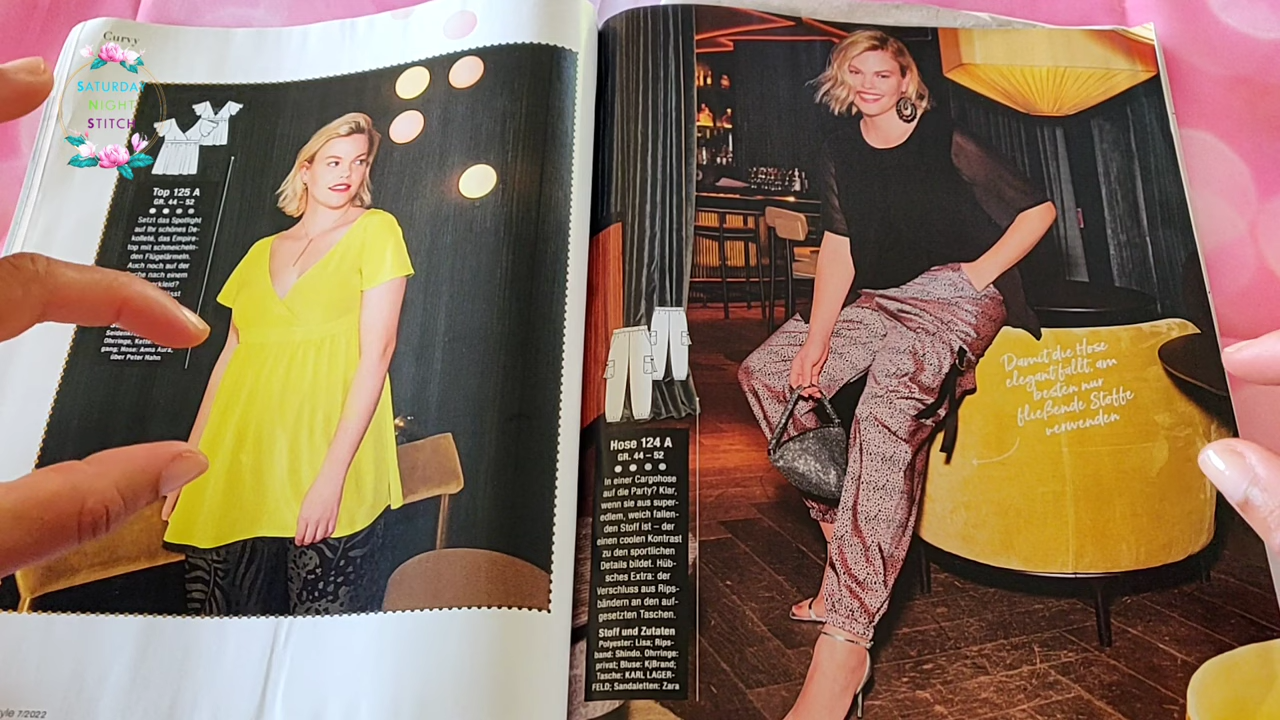 Curvy
SATURDAY
NIGHT
STITCH
Top 125 A
GR. 44 – 52
Setzt das Spotlight
auf Ihr schönes De-
kolleté, das Empire-
top mit schmeicheln-
den Flügelärmeln.
Auch noch auf der
nach einem
Ohrringe, Kette:
gang; Hose: Anna Aura,
über Peter Hahn
7/2022
Hose 124 A
GR. 44 – 52
In einer Cargohose
auf die Party? Klar,
wenn sie aus super-
edlem, weich fallen-
den Stoff ist – der
einen coolen Kontrast
zu den sportlichen
Details bildet. Hüb-
sches Extra: der
Verschluss aus Rips-
bändern an den auf-
gesetzten Taschen.
Stoff und Zutaten
Polyester: Lisa; Rips-
band: Shindo. Ohrringe:
privat; Bluse: KjBrand;
Tasche: KARL LAGER-
FELD; Sandaletten: Zara
Damit die Hose
elegant fällt, am
besten nur
fließende Stoffe
verwenden